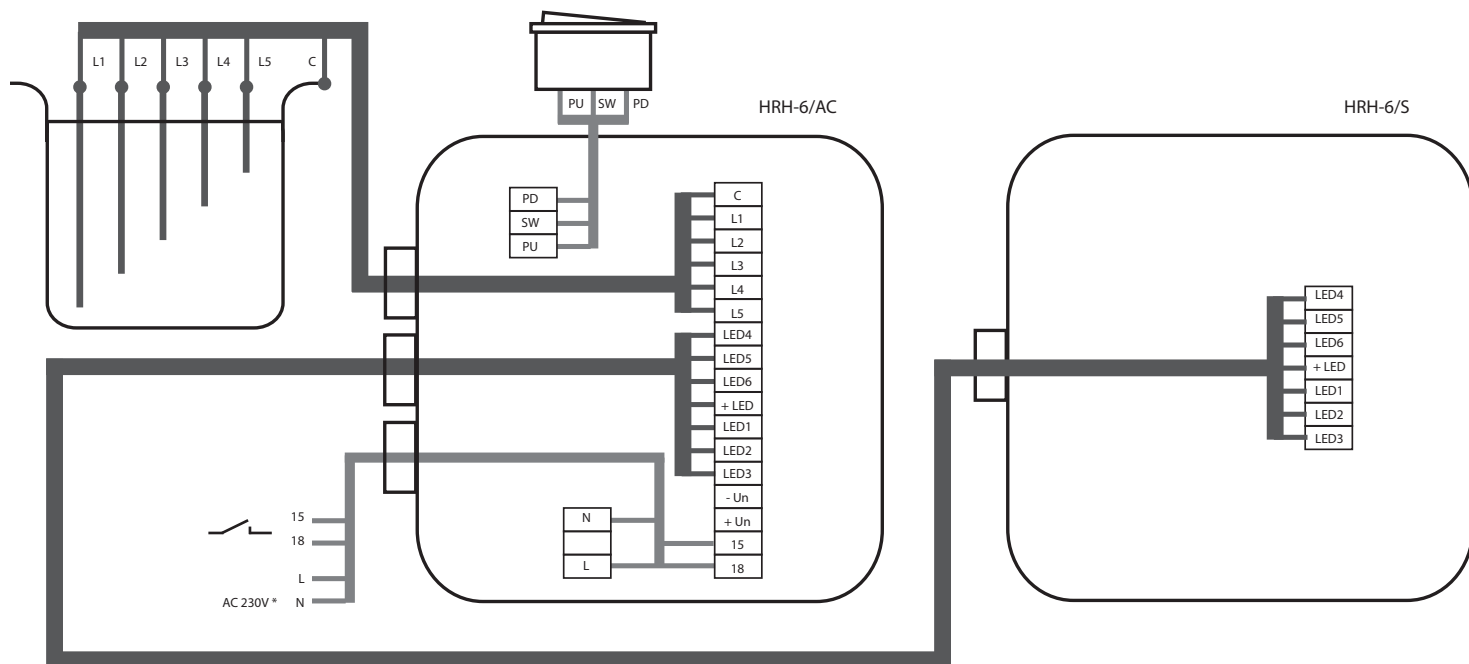 L1 L2 L3 L4 L5 C
PU SW PD
HRH-6/AC
HRH-6/S
PD
SW
PU
C
L1
L2
L3
L4
L5
LED4
LED5
LED6
+ LED
LED1
LED2
LED3
- Un
+ Un
15
18
N
L
15
18
L
AC 230V * N
LED4
LED5
LED6
+ LED
LED1
LED2
LED3